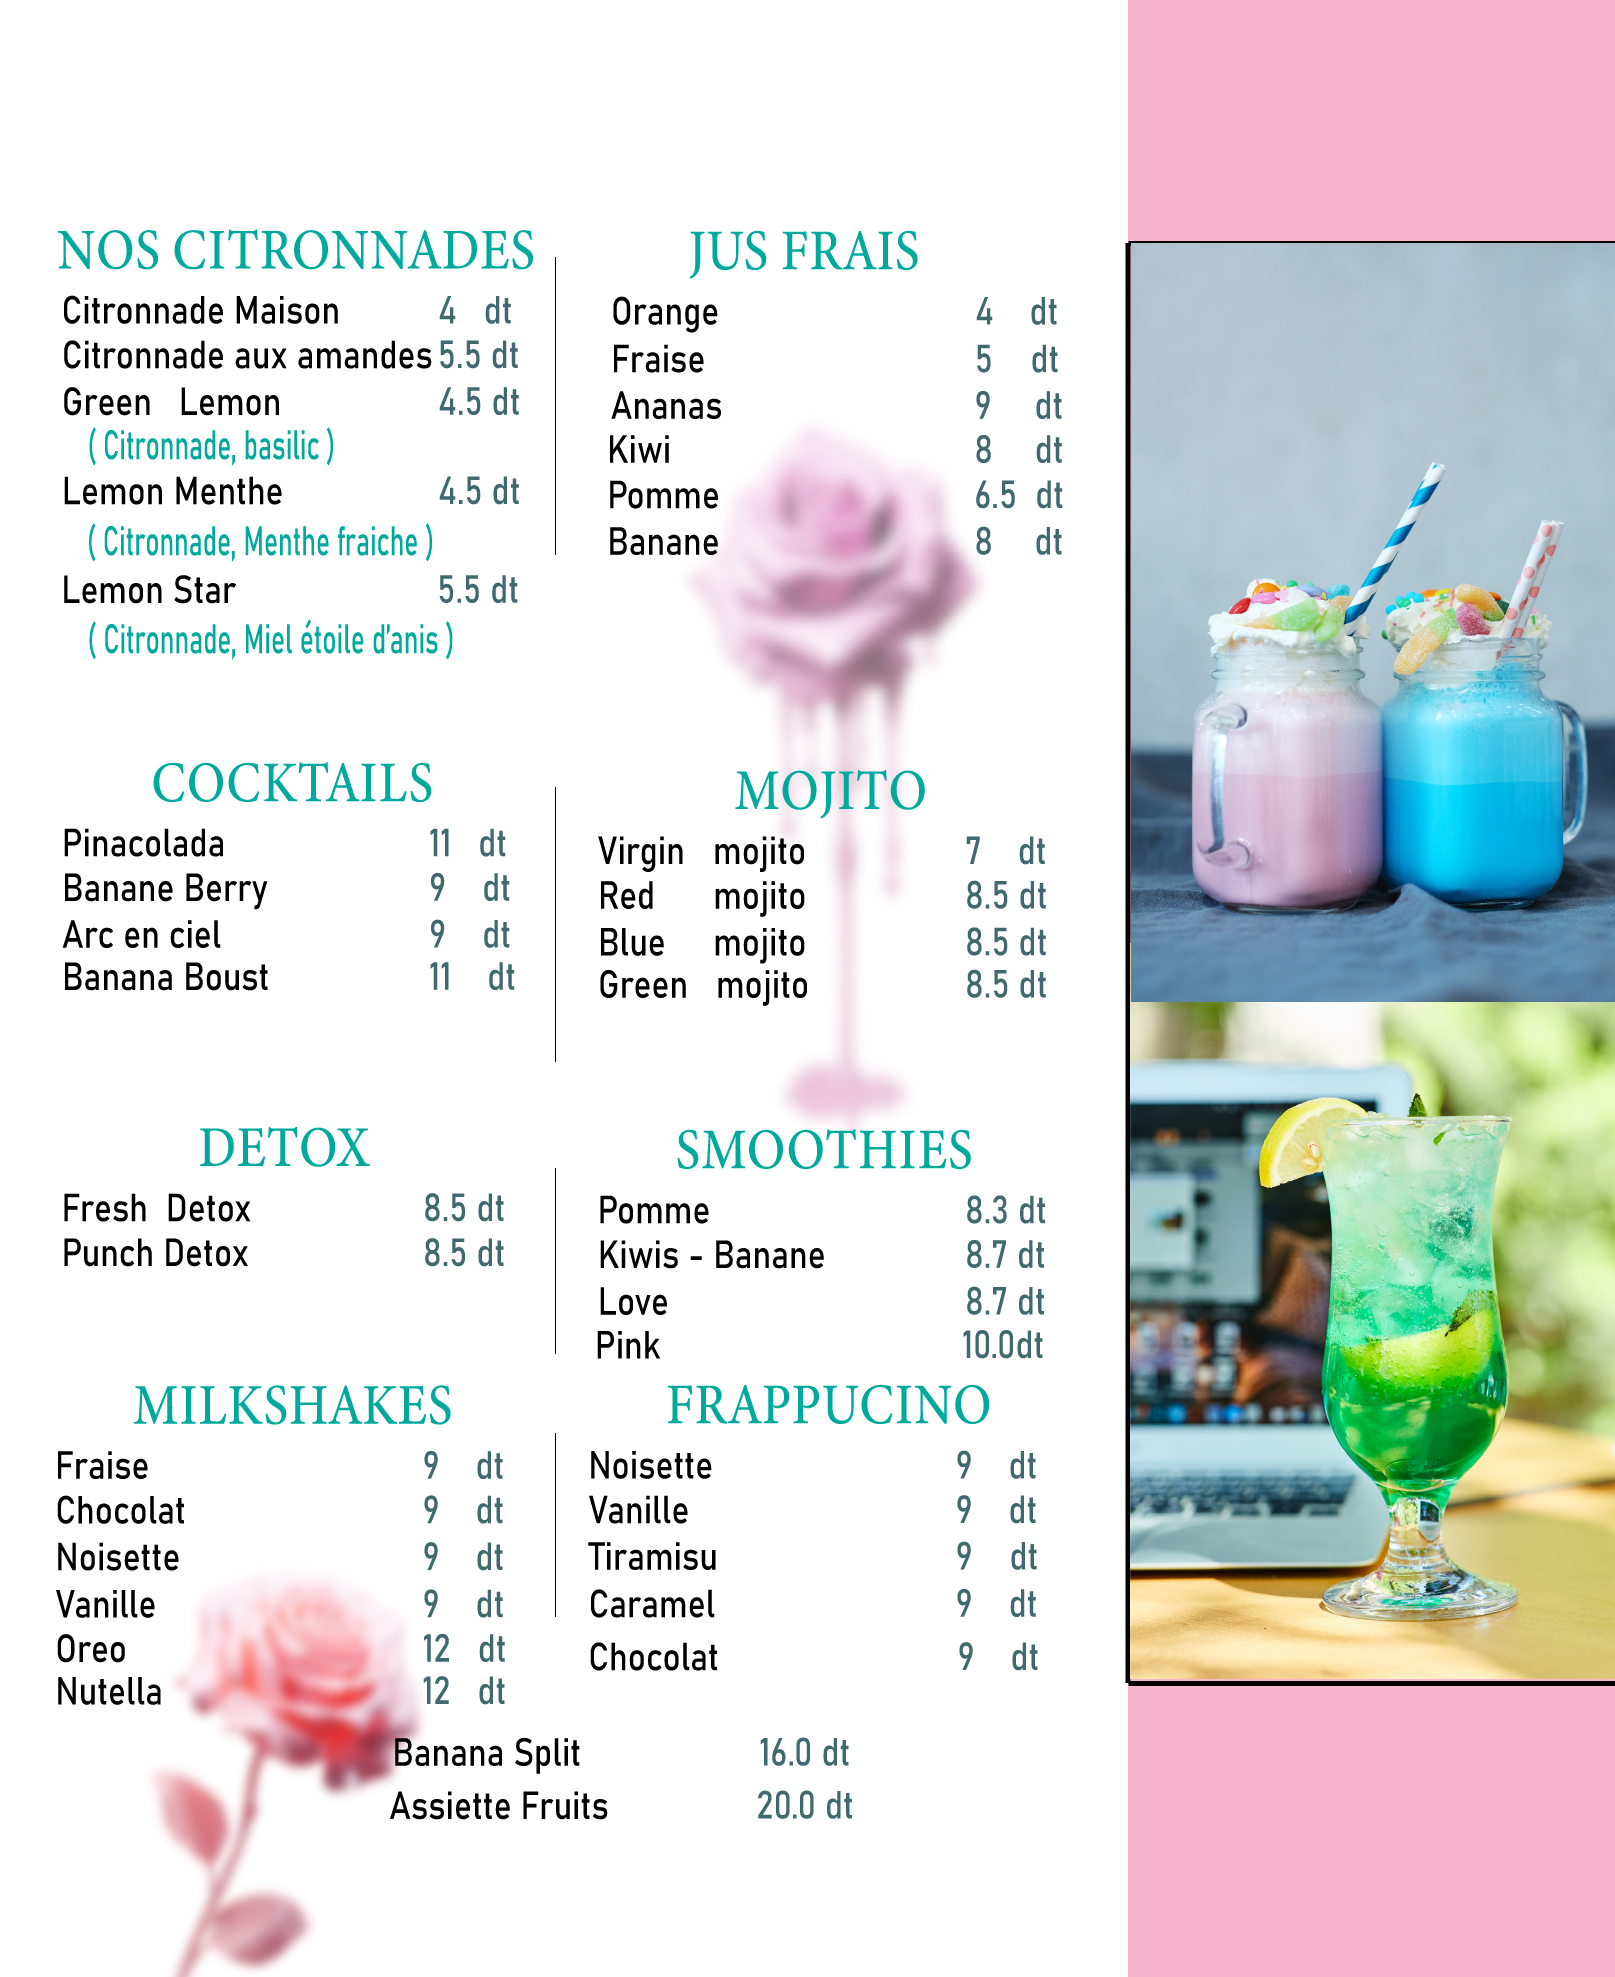 NOS CITRONNADES
Citronnade Maison 4 dt
Citronnade aux amandes 5.5 dt
Green Lemon 4.5 dt
( Citronnade, basilic )
Lemon Menthe 4.5 dt
( Citronnade, Menthe fraiche )
Lemon Star 5.5 dt
( Citronnade, Miel étoile d'anis )
JUS FRAIS
Orange 4 dt
Fraise 5 dt
Ananas 9 dt
Kiwi 8 dt
Pomme 6.5 dt
Banane 8 dt
COCKTAILS
Pinacolada 11 dt
Banane Berry 9 dt
Arc en ciel 9 dt
Banana Boust 11 dt
MOJITO
Virgin mojito 7 dt
Red mojito 8.5 dt
Blue mojito 8.5 dt
Green mojito 8.5 dt
DETOX
Fresh Detox 8.5 dt
Punch Detox 8.5 dt
SMOOTHIES
Pomme 8.3 dt
Kiwis - Banane 8.7 dt
Love 8.7 dt
Pink 10.0dt
MILKSHAKES
Fraise 9 dt
Chocolat 9 dt
Noisette 9 dt
Vanille 9 dt
Oreo 12 dt
Nutella 12 dt
FRAPPUCINO
Noisette 9 dt
Vanille 9 dt
Tiramisu 9 dt
Caramel 9 dt
Chocolat 9 dt
Banana Split 16.0 dt
Assiette Fruits 20.0 dt